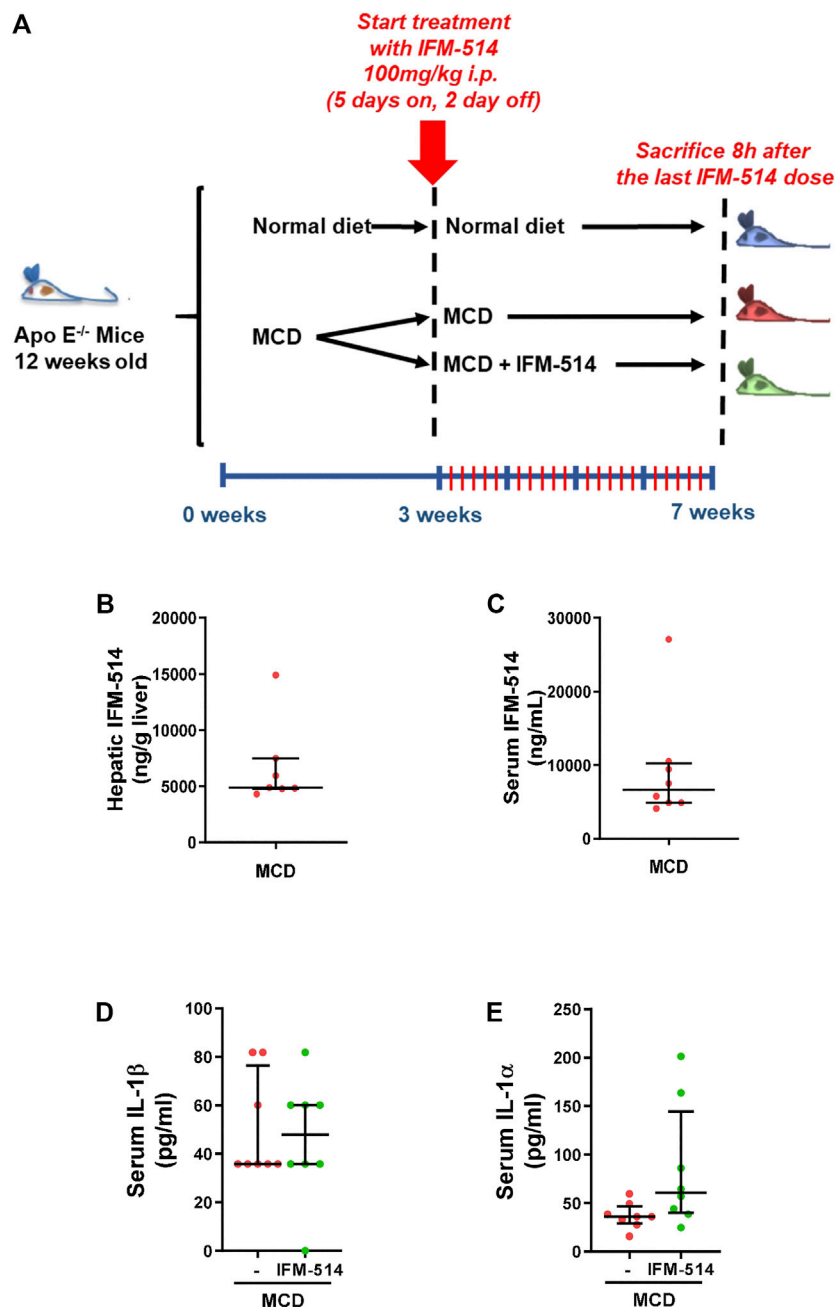 A
Start treatment
with IFM-514
100mg/kg i.p.
(5 days on, 2 day off)
Sacrifice 8h after
the last IFM-514 dose
Normal diet
Normal diet
Apo E-/- Mice
12 weeks old
MCD
MCD
MCD + IFM-514
0 weeks
3 weeks
7 weeks
B
Hepatic IFM-514
(ng/g liver)
20000
15000
10000
5000
0
MCD
C
Serum IFM-514
(ng/mL)
30000
20000
10000
0
MCD
D
Serum IL-1β
(pg/ml)
100
80
60
40
20
0
- IFM-514
MCD
E
Serum IL-1α
(pg/ml)
250
200
150
100
50
0
- IFM-514
MCD